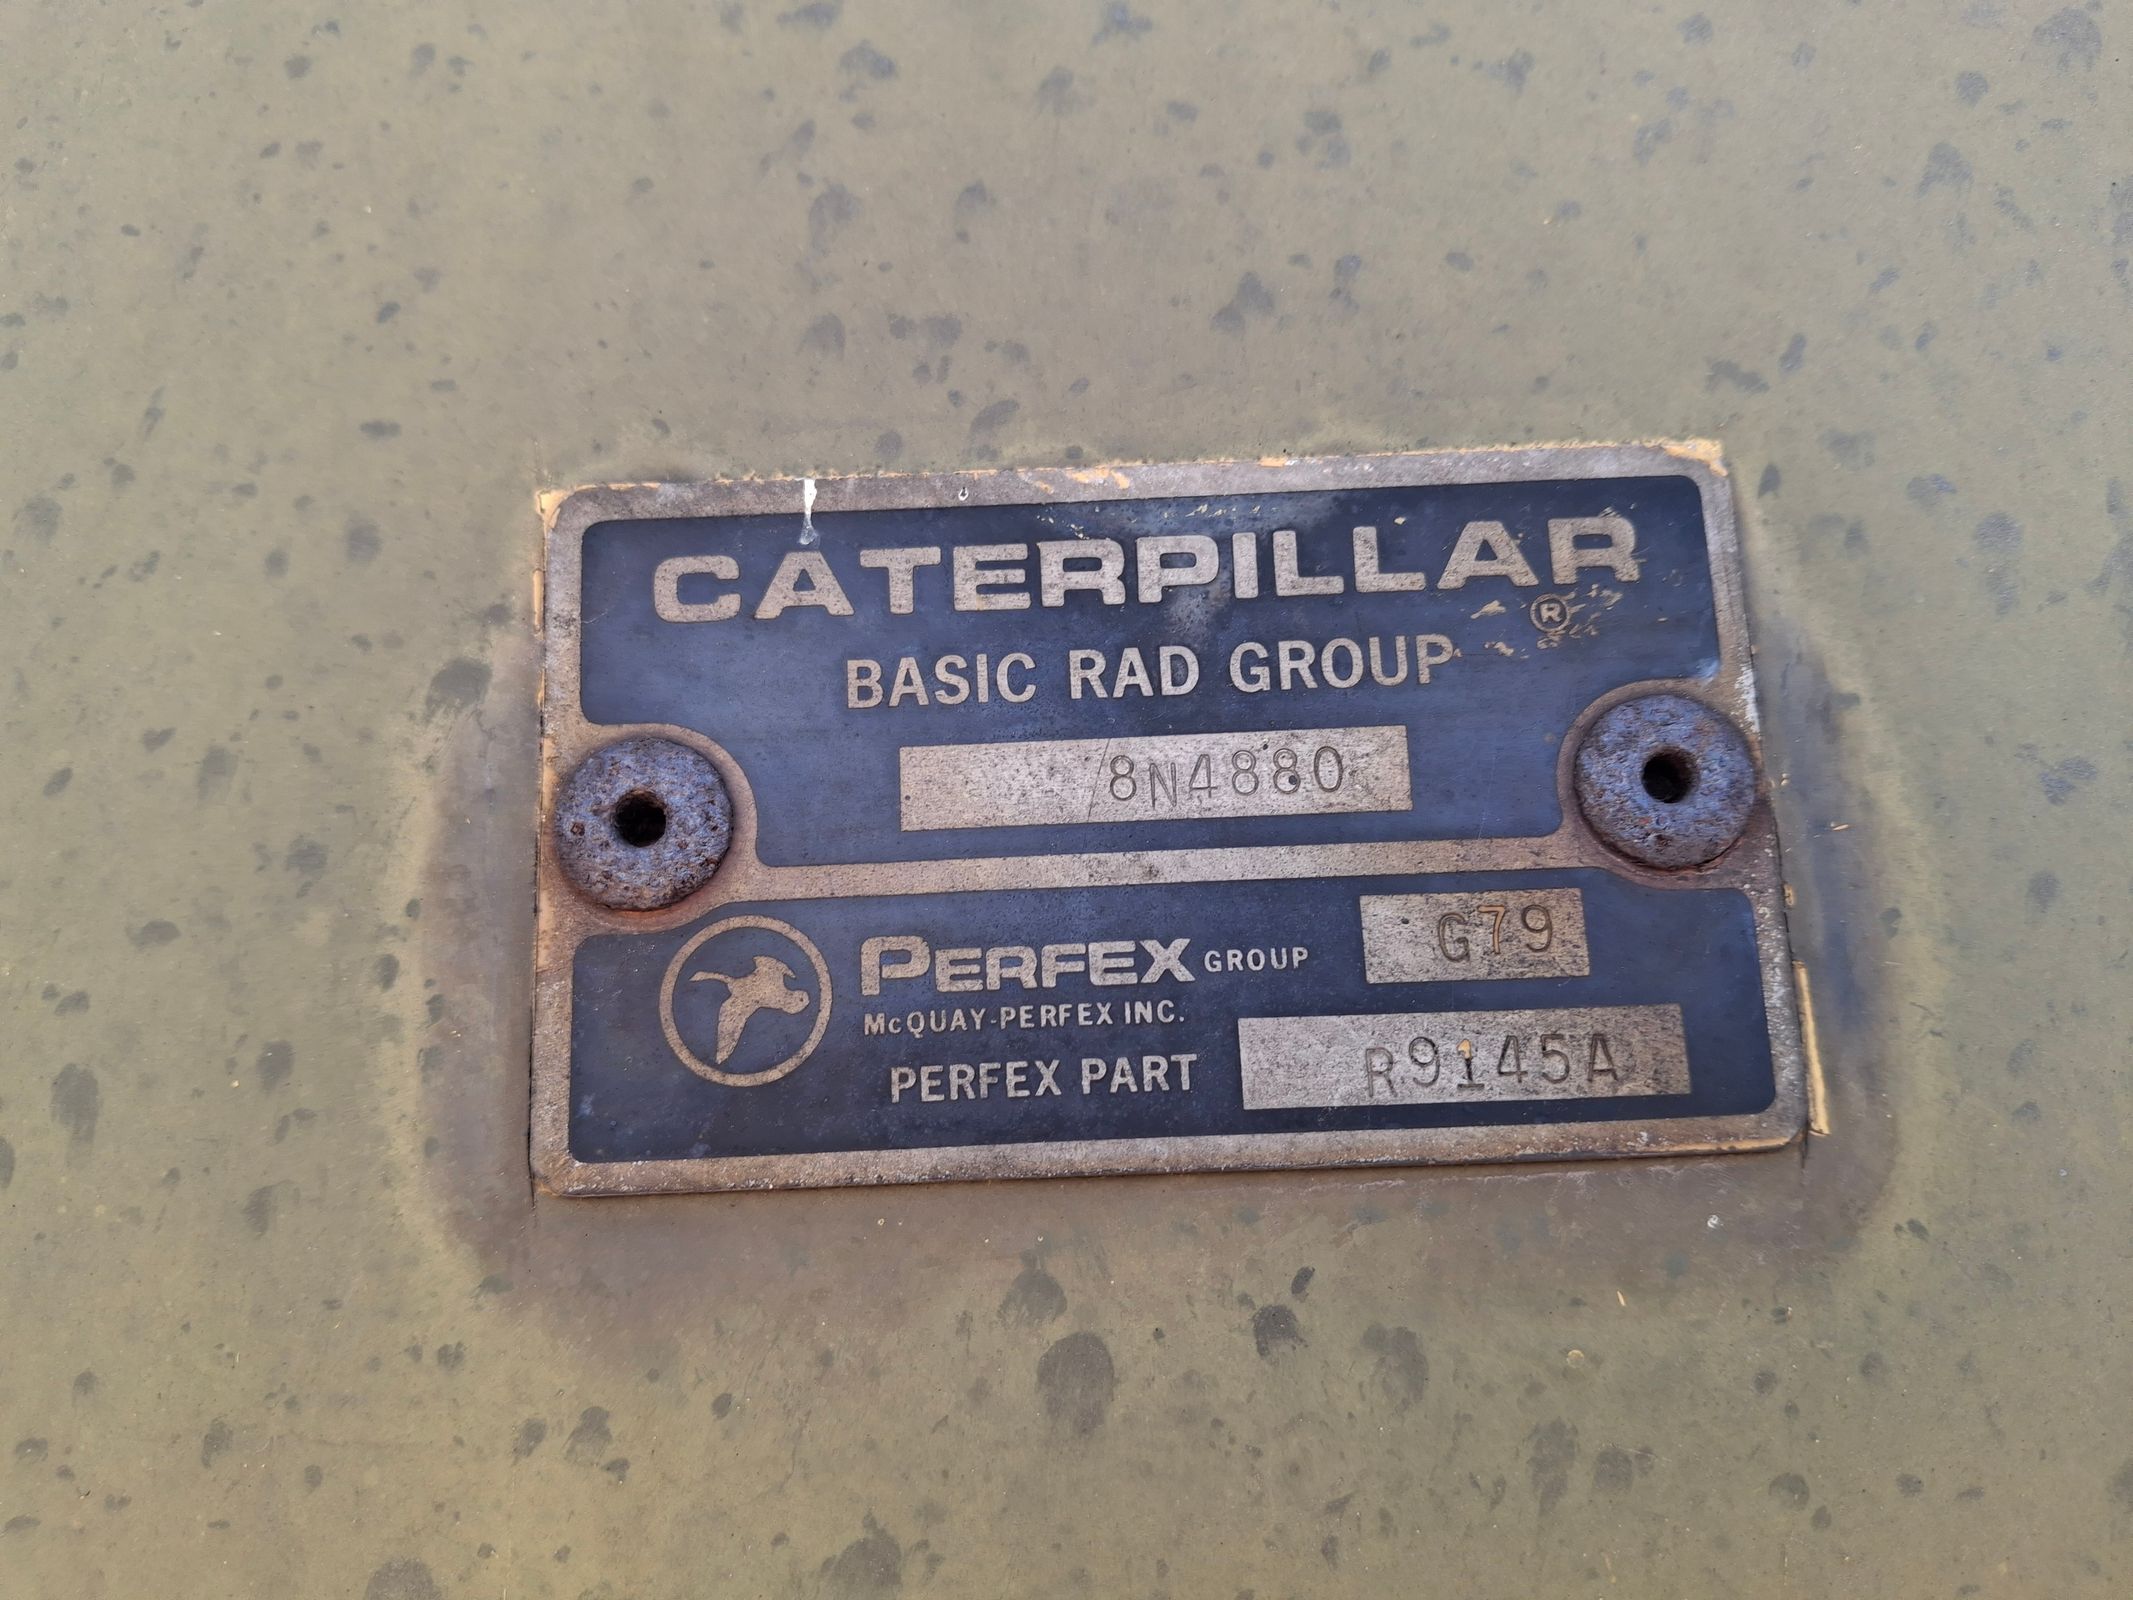 CATERPILLAR
®
BASIC RAD GROUP
8N4880
PERFEX GROUP G79
McQUAY-PERFEX INC.
PERFEX PART R9145A